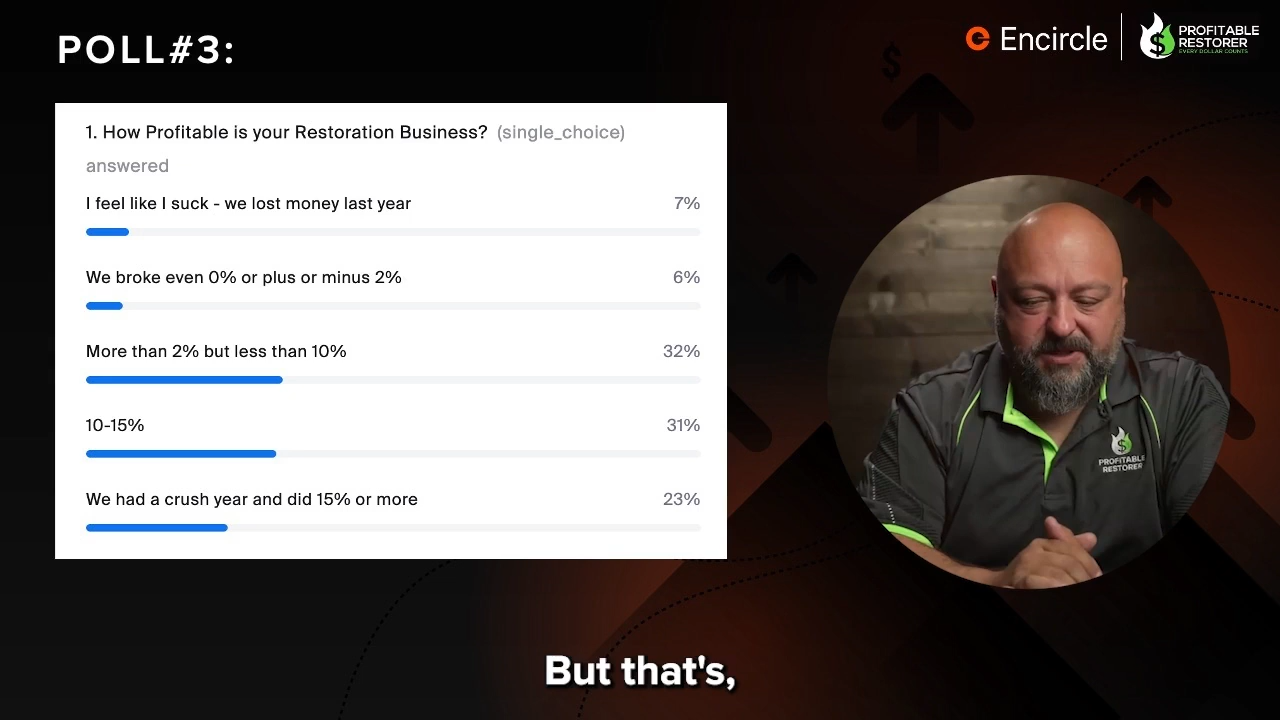 POLL#3:
Encircle
PROFITABLE
RESTORER
EVERY DOLLAR COUNTS
1. How Profitable is your Restoration Business? (single_choice)
answered
I feel like I suck - we lost money last year 7%
We broke even 0% or plus or minus 2% 6%
More than 2% but less than 10% 32%
10-15% 31%
We had a crush year and did 15% or more 23%
$
$
PROFITABLE
RESTORER
But that's,